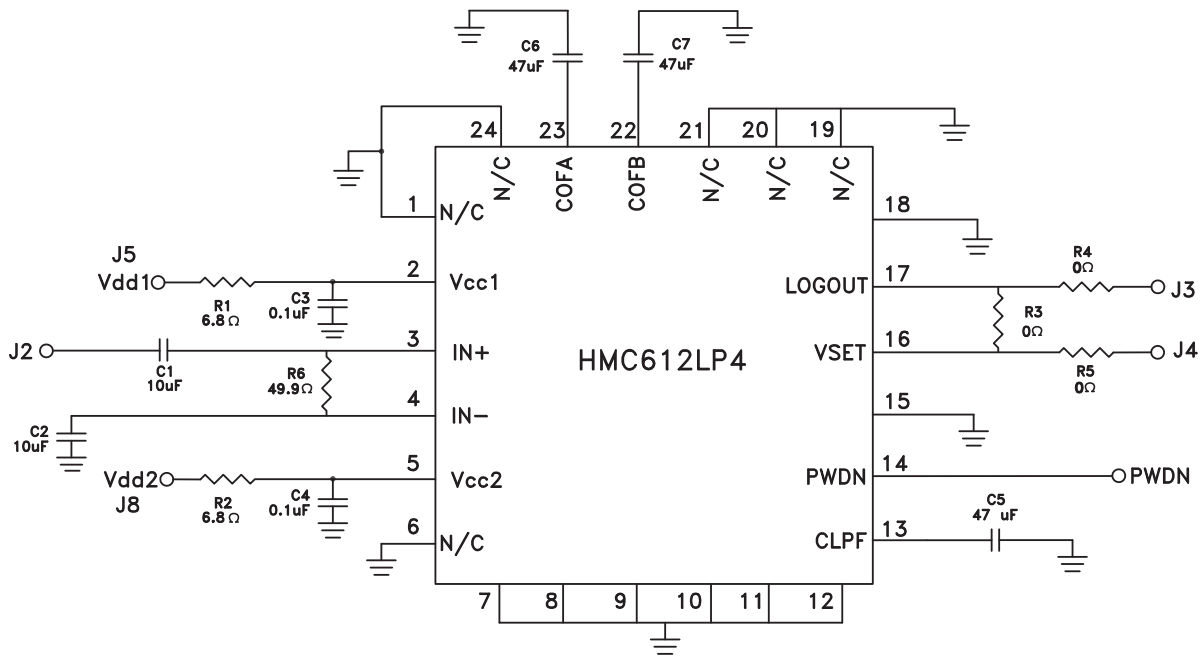 C6
47uF
C7
47uF
24
23
22
21
20
19
N/C
COFA
COFB
N/C
N/C
N/C
1
N/C
18
J5
Vdd1
R1
6.8Ω
C3
0.1uF
2
Vcc1
LOGOUT
17
R4
0Ω
J3
R3
0Ω
J2
C1
10uF
R6
49.9Ω
3
IN+
HMC612LP4
VSET
16
R5
0Ω
J4
C2
10uF
4
IN-
15
Vdd2
J8
R2
6.8Ω
C4
0.1uF
5
Vcc2
PWDN
14
PWDN
6
N/C
CLPF
13
C5
47 uF
7
8
9
10
11
12